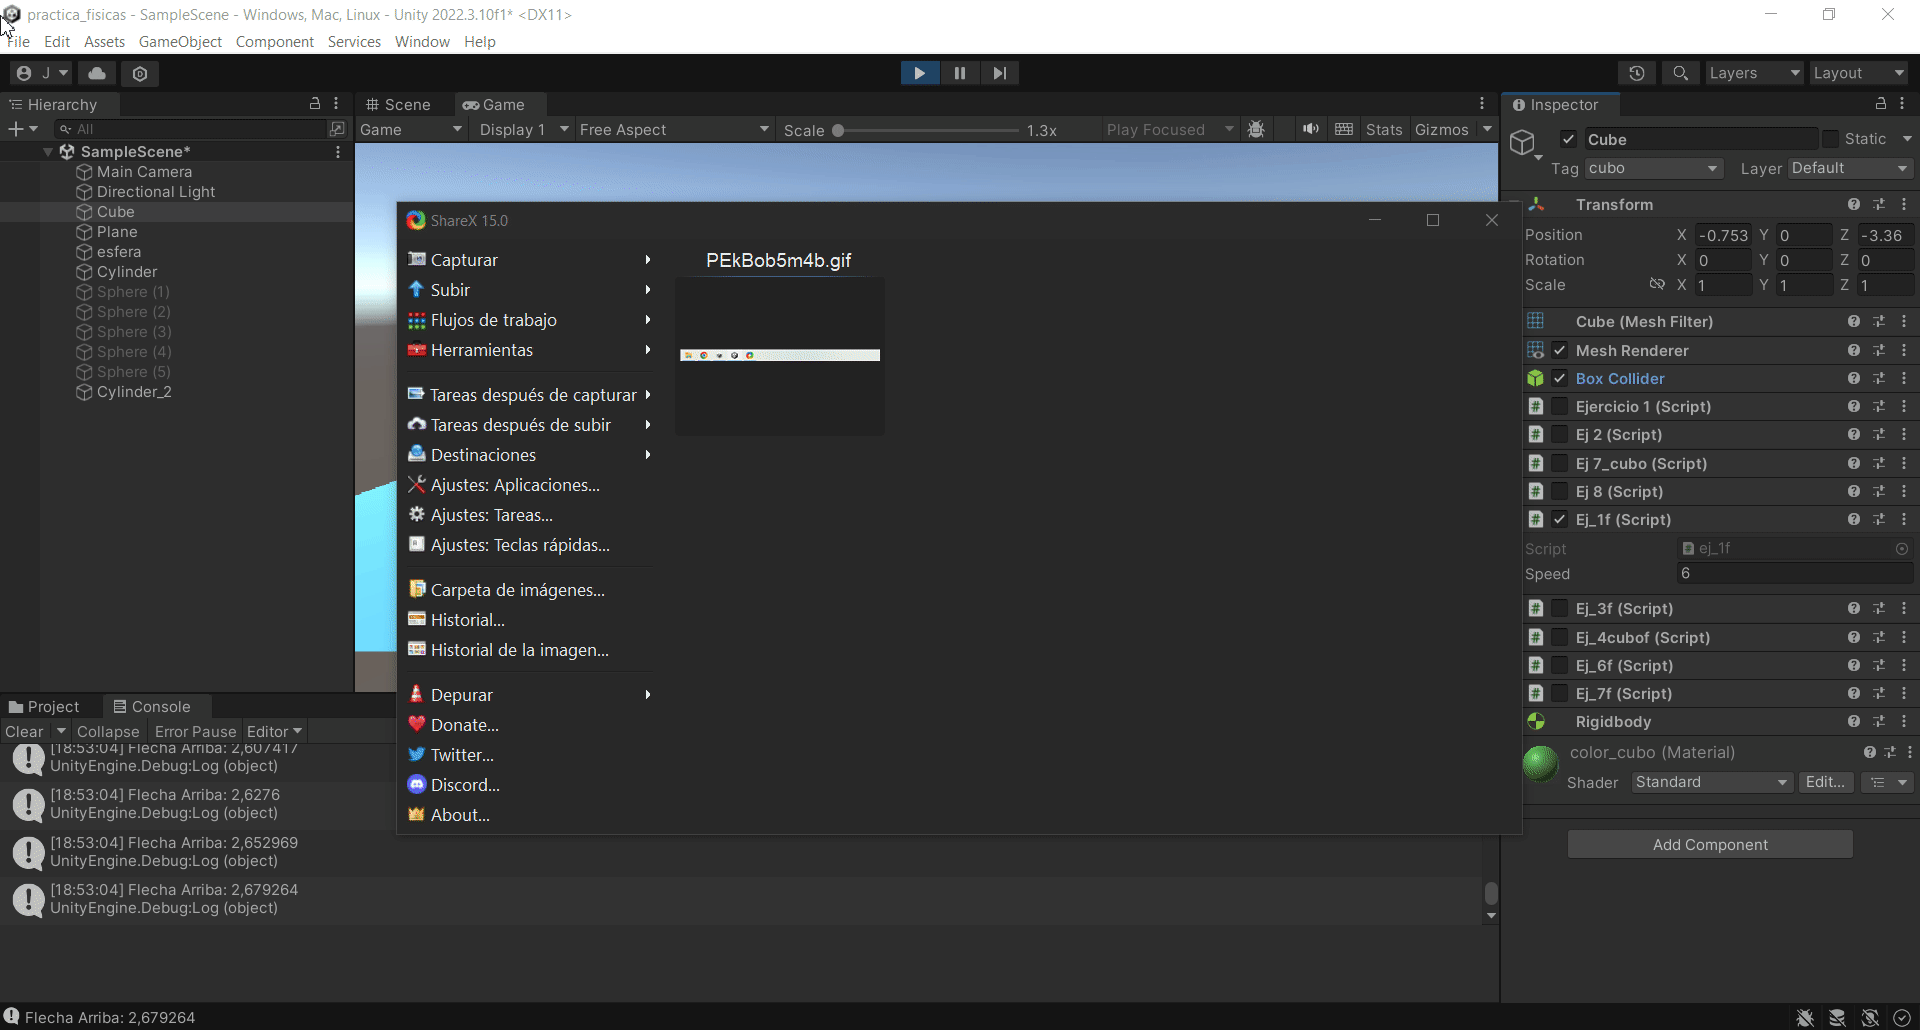 practica_fisicas - SampleScene - Windows, Mac, Linux - Unity 2022.3.10f1* <DX11>
File Edit Assets GameObject Component Services Window Help
J Layers Layout
Hierarchy
All
SampleScene*
Main Camera
Directional Light
Cube
Plane
esfera
Cylinder
Sphere (1)
Sphere (2)
Sphere (3)
Sphere (4)
Sphere (5)
Cylinder_2
Scene Game
Game Display 1 Free Aspect Scale 1.3x Play Focused Stats Gizmos
ShareX 15.0
Capturar
Subir
Flujos de trabajo
Herramientas
Tareas después de capturar
Tareas después de subir
Destinaciones
Ajustes: Aplicaciones...
Ajustes: Tareas...
Ajustes: Teclas rápidas...
Carpeta de imágenes...
Historial...
Historial de la imagen...
Depurar
Donate...
Twitter...
Discord...
About...
PEkBob5m4b.gif
Inspector
Cube Static
Tag cubo Layer Default
Transform
Position X -0.753 Y 0 Z -3.36
Rotation X 0 Y 0 Z 0
Scale X 1 Y 1 Z 1
Cube (Mesh Filter)
Mesh Renderer
Box Collider
Ejercicio 1 (Script)
Ej 2 (Script)
Ej 7_cubo (Script)
Ej 8 (Script)
Ej_1f (Script)
Script ej_1f
Speed 6
Ej_3f (Script)
Ej_4cubof (Script)
Ej_6f (Script)
Ej_7f (Script)
Rigidbody
color_cubo (Material)
Shader Standard Edit...
Add Component
Project Console
Clear Collapse Error Pause Editor
[18:53:04] Flecha Arriba: 2,607417
UnityEngine.Debug:Log (object)
[18:53:04] Flecha Arriba: 2,6276
UnityEngine.Debug:Log (object)
[18:53:04] Flecha Arriba: 2,652969
UnityEngine.Debug:Log (object)
[18:53:04] Flecha Arriba: 2,679264
UnityEngine.Debug:Log (object)
Flecha Arriba: 2,679264